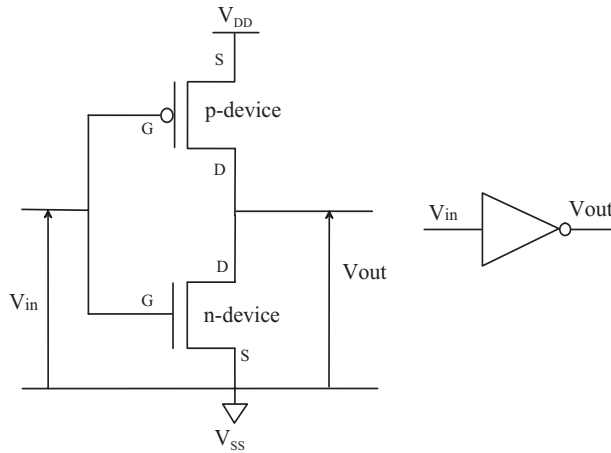 V_DD
S
G
p-device
D
V_in
Vout
D
Vout
G
V_in
n-device
S
V_SS